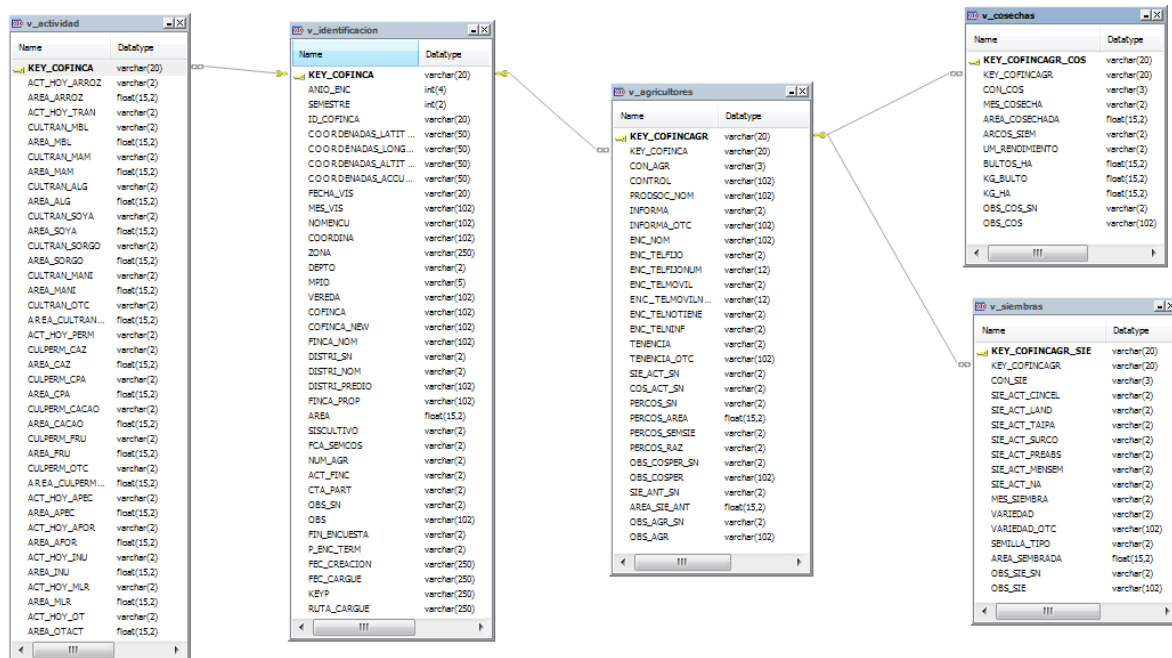 v_actividad
Name Datatype
KEY_COFINCA varchar(20)
ACT_HOY_ARROZ varchar(2)
AREA_ARROZ float(15,2)
ACT_HOY_TRAN varchar(2)
CULTRAN_MBL varchar(2)
AREA_MBL float(15,2)
CULTRAN_MAM varchar(2)
AREA_MAM float(15,2)
CULTRAN_ALG varchar(2)
AREA_ALG float(15,2)
CULTRAN_SOYA varchar(2)
AREA_SOYA float(15,2)
CULTRAN_SORGO varchar(2)
AREA_SORGO float(15,2)
CULTRAN_MANI varchar(2)
AREA_MANI float(15,2)
CULTRAN_OTC varchar(2)
AREA_CULTRAN... float(15,2)
ACT_HOY_PERM varchar(2)
CULPERM_CAZ varchar(2)
AREA_CAZ float(15,2)
CULPERM_CPA varchar(2)
AREA_CPA float(15,2)
CULPERM_CACAO varchar(2)
AREA_CACAO float(15,2)
CULPERM_FRU varchar(2)
AREA_FRU float(15,2)
CULPERM_OTC varchar(2)
AREA_CULPERM... float(15,2)
ACT_HOY_APEC varchar(2)
AREA_APEC float(15,2)
ACT_HOY_AFOR varchar(2)
AREA_AFOR float(15,2)
ACT_HOY_INU varchar(2)
AREA_INU float(15,2)
ACT_HOY_MLR varchar(2)
AREA_MLR float(15,2)
ACT_HOY_OT varchar(2)
AREA_OTACT float(15,2)
v_identificacion
Name Datatype
KEY_COFINCA varchar(20)
ANIO_ENC int(4)
SEMESTRE int(2)
ID_COFINCA varchar(20)
COORDENADAS_LATIT ... varchar(50)
COORDENADAS_LONG... varchar(50)
COORDENADAS_ALTIT ... varchar(50)
COORDENADAS_ACCU... varchar(50)
FECHA_VIS varchar(20)
MES_VIS varchar(102)
NOMENCU varchar(102)
COORDINA varchar(102)
ZONA varchar(250)
DEPTO varchar(2)
MPIO varchar(5)
VEREDA varchar(102)
COFINCA varchar(102)
COFINCA_NEW varchar(102)
FINCA_NOM varchar(102)
DISTRI_SN varchar(2)
DISTRI_NOM varchar(2)
DISTRI_PREDIO varchar(102)
FINCA_PROP varchar(102)
AREA float(15,2)
SISCULTIVO varchar(2)
FCA_SEMCOS varchar(2)
NUM_AGR varchar(2)
ACT_FINC varchar(2)
CTA_PART varchar(2)
OBS_SN varchar(2)
OBS varchar(102)
FIN_ENCUESTA varchar(2)
P_ENC_TERM varchar(2)
FEC_CREACION varchar(250)
FEC_CARGUE varchar(250)
KEYP varchar(250)
RUTA_CARGUE varchar(250)
v_agricultores
Name Datatype
KEY_COFINCAGR varchar(20)
KEY_COFINCA varchar(20)
CON_AGR varchar(3)
CONTROL varchar(102)
PRODSOC_NOM varchar(102)
INFORMA varchar(2)
INFORMA_OTC varchar(102)
ENC_NOM varchar(102)
ENC_TELFIJO varchar(2)
ENC_TELFIJONUM varchar(12)
ENC_TELMOVIL varchar(2)
ENC_TELMOVILN... varchar(12)
ENC_TELNOTIENE varchar(2)
ENC_TELNINF varchar(2)
TENENCIA varchar(2)
TENENCIA_OTC varchar(102)
SIE_ACT_SN varchar(2)
COS_ACT_SN varchar(2)
PERCOS_SN varchar(2)
PERCOS_AREA float(15,2)
PERCOS_SEMSIE varchar(2)
PERCOS_RAZ varchar(2)
OBS_COSPER_SN varchar(2)
OBS_COSPER varchar(102)
SIE_ANT_SN varchar(2)
AREA_SIE_ANT float(15,2)
OBS_AGR_SN varchar(2)
OBS_AGR varchar(102)
v_cosechas
Name Datatype
KEY_COFINCAGR_COS varchar(20)
KEY_COFINCAGR varchar(20)
CON_COS varchar(3)
MES_COSECHA varchar(2)
AREA_COSECHADA float(15,2)
ARCOS_SIEM varchar(2)
UM_RENDIMIENTO varchar(2)
BULTOS_HA float(15,2)
KG_BULTO float(15,2)
KG_HA float(15,2)
OBS_COS_SN varchar(2)
OBS_COS varchar(102)
v_siembras
Name Datatype
KEY_COFINCAGR_SIE varchar(20)
KEY_COFINCAGR varchar(20)
CON_SIE varchar(3)
SIE_ACT_CINCEL varchar(2)
SIE_ACT_LAND varchar(2)
SIE_ACT_TAIPA varchar(2)
SIE_ACT_SURCO varchar(2)
SIE_ACT_PREABS varchar(2)
SIE_ACT_MENSEM varchar(2)
SIE_ACT_NA varchar(2)
MES_SIEMBRA varchar(2)
VARIEDAD varchar(2)
VARIEDAD_OTC varchar(102)
SEMILLA_TIPO varchar(2)
AREA_SEMBRADA float(15,2)
OBS_SIE_SN varchar(2)
OBS_SIE varchar(102)